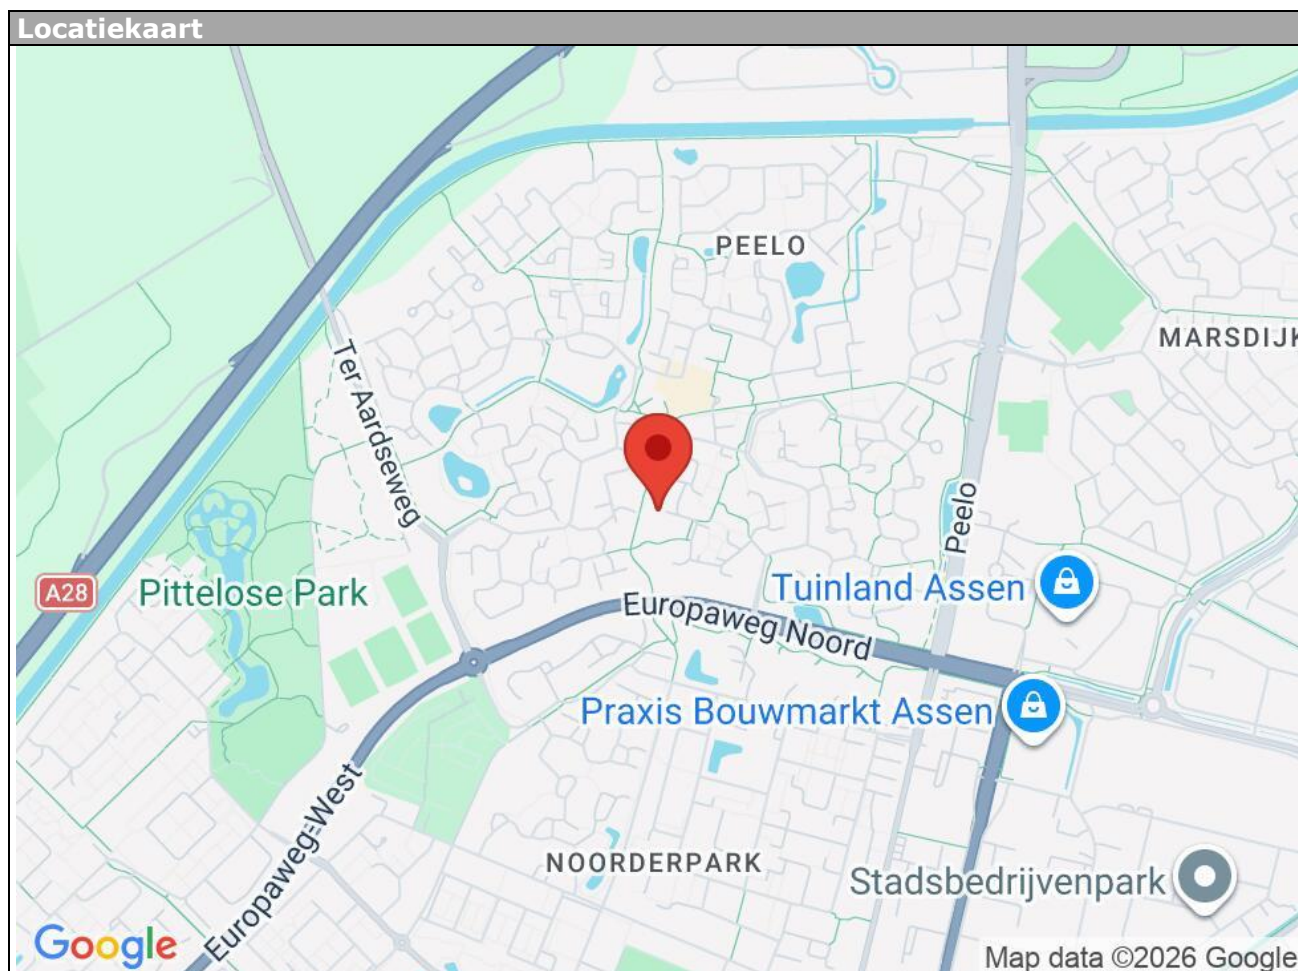 Locatiekaart
PEELO
MARSDIJK
Ter Aardseweg
Peelo
A28
Pittelose Park
Tuinland Assen
Europaweg Noord
Praxis Bouwmarkt Assen
Europaweg-West
NOORDERPARK
Stadsbedrijvenpark
Google
Map data ©2026 Google